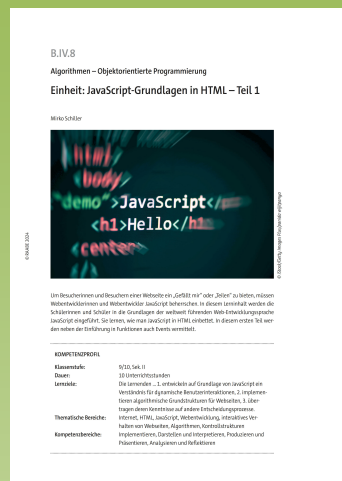 B.IV.8
Algorithmen – Objektorientierte Programmierung
Einheit: JavaScript-Grundlagen in HTML – Teil 1
Mirko Schiller
html/
body/
"demo">JavaScript</p
<h1>Hello</h1
<center>
© RAABE 2024
Um Besucherinnen und Besuchern einer Webseite ein „Gefällt mir“ oder „Teilen“ zu bieten, müssen
Webentwicklerinnen und Webentwickler JavaScript beherrschen. In diesem Lerninhalt werden die
Schülerinnen und Schüler in die Grundlagen der weltweit führenden Web-Entwicklungssprache
JavaScript eingeführt. Sie lernen, wie man JavaScript in HTML einbettet. In diesem ersten Teil wer-
den neben der Einführung in Funktionen auch Events vermittelt.
KOMPETENZPROFIL
Klassenstufe: 9/10, Sek. II
Dauer: 10 Unterrichtsstunden
Lernziele: Die Lernenden ... 1. entwickeln auf Grundlage von JavaScript ein
Verständnis für dynamische Benutzerinteraktionen, 2. implemen-
tieren algorithmische Grundstrukturen für Webseiten, 3. über-
tragen deren Kenntnisse auf andere Entscheidungsprozesse.
Thematische Bereiche: Internet, HTML, JavaScript, Webentwicklung, interaktives Ver-
halten von Webseiten, Algorithmen, Kontrollstrukturen
Kompetenzbereiche: Implementieren, Darstellen und Interpretieren, Produzieren und
Präsentieren, Analysieren und Reflektieren